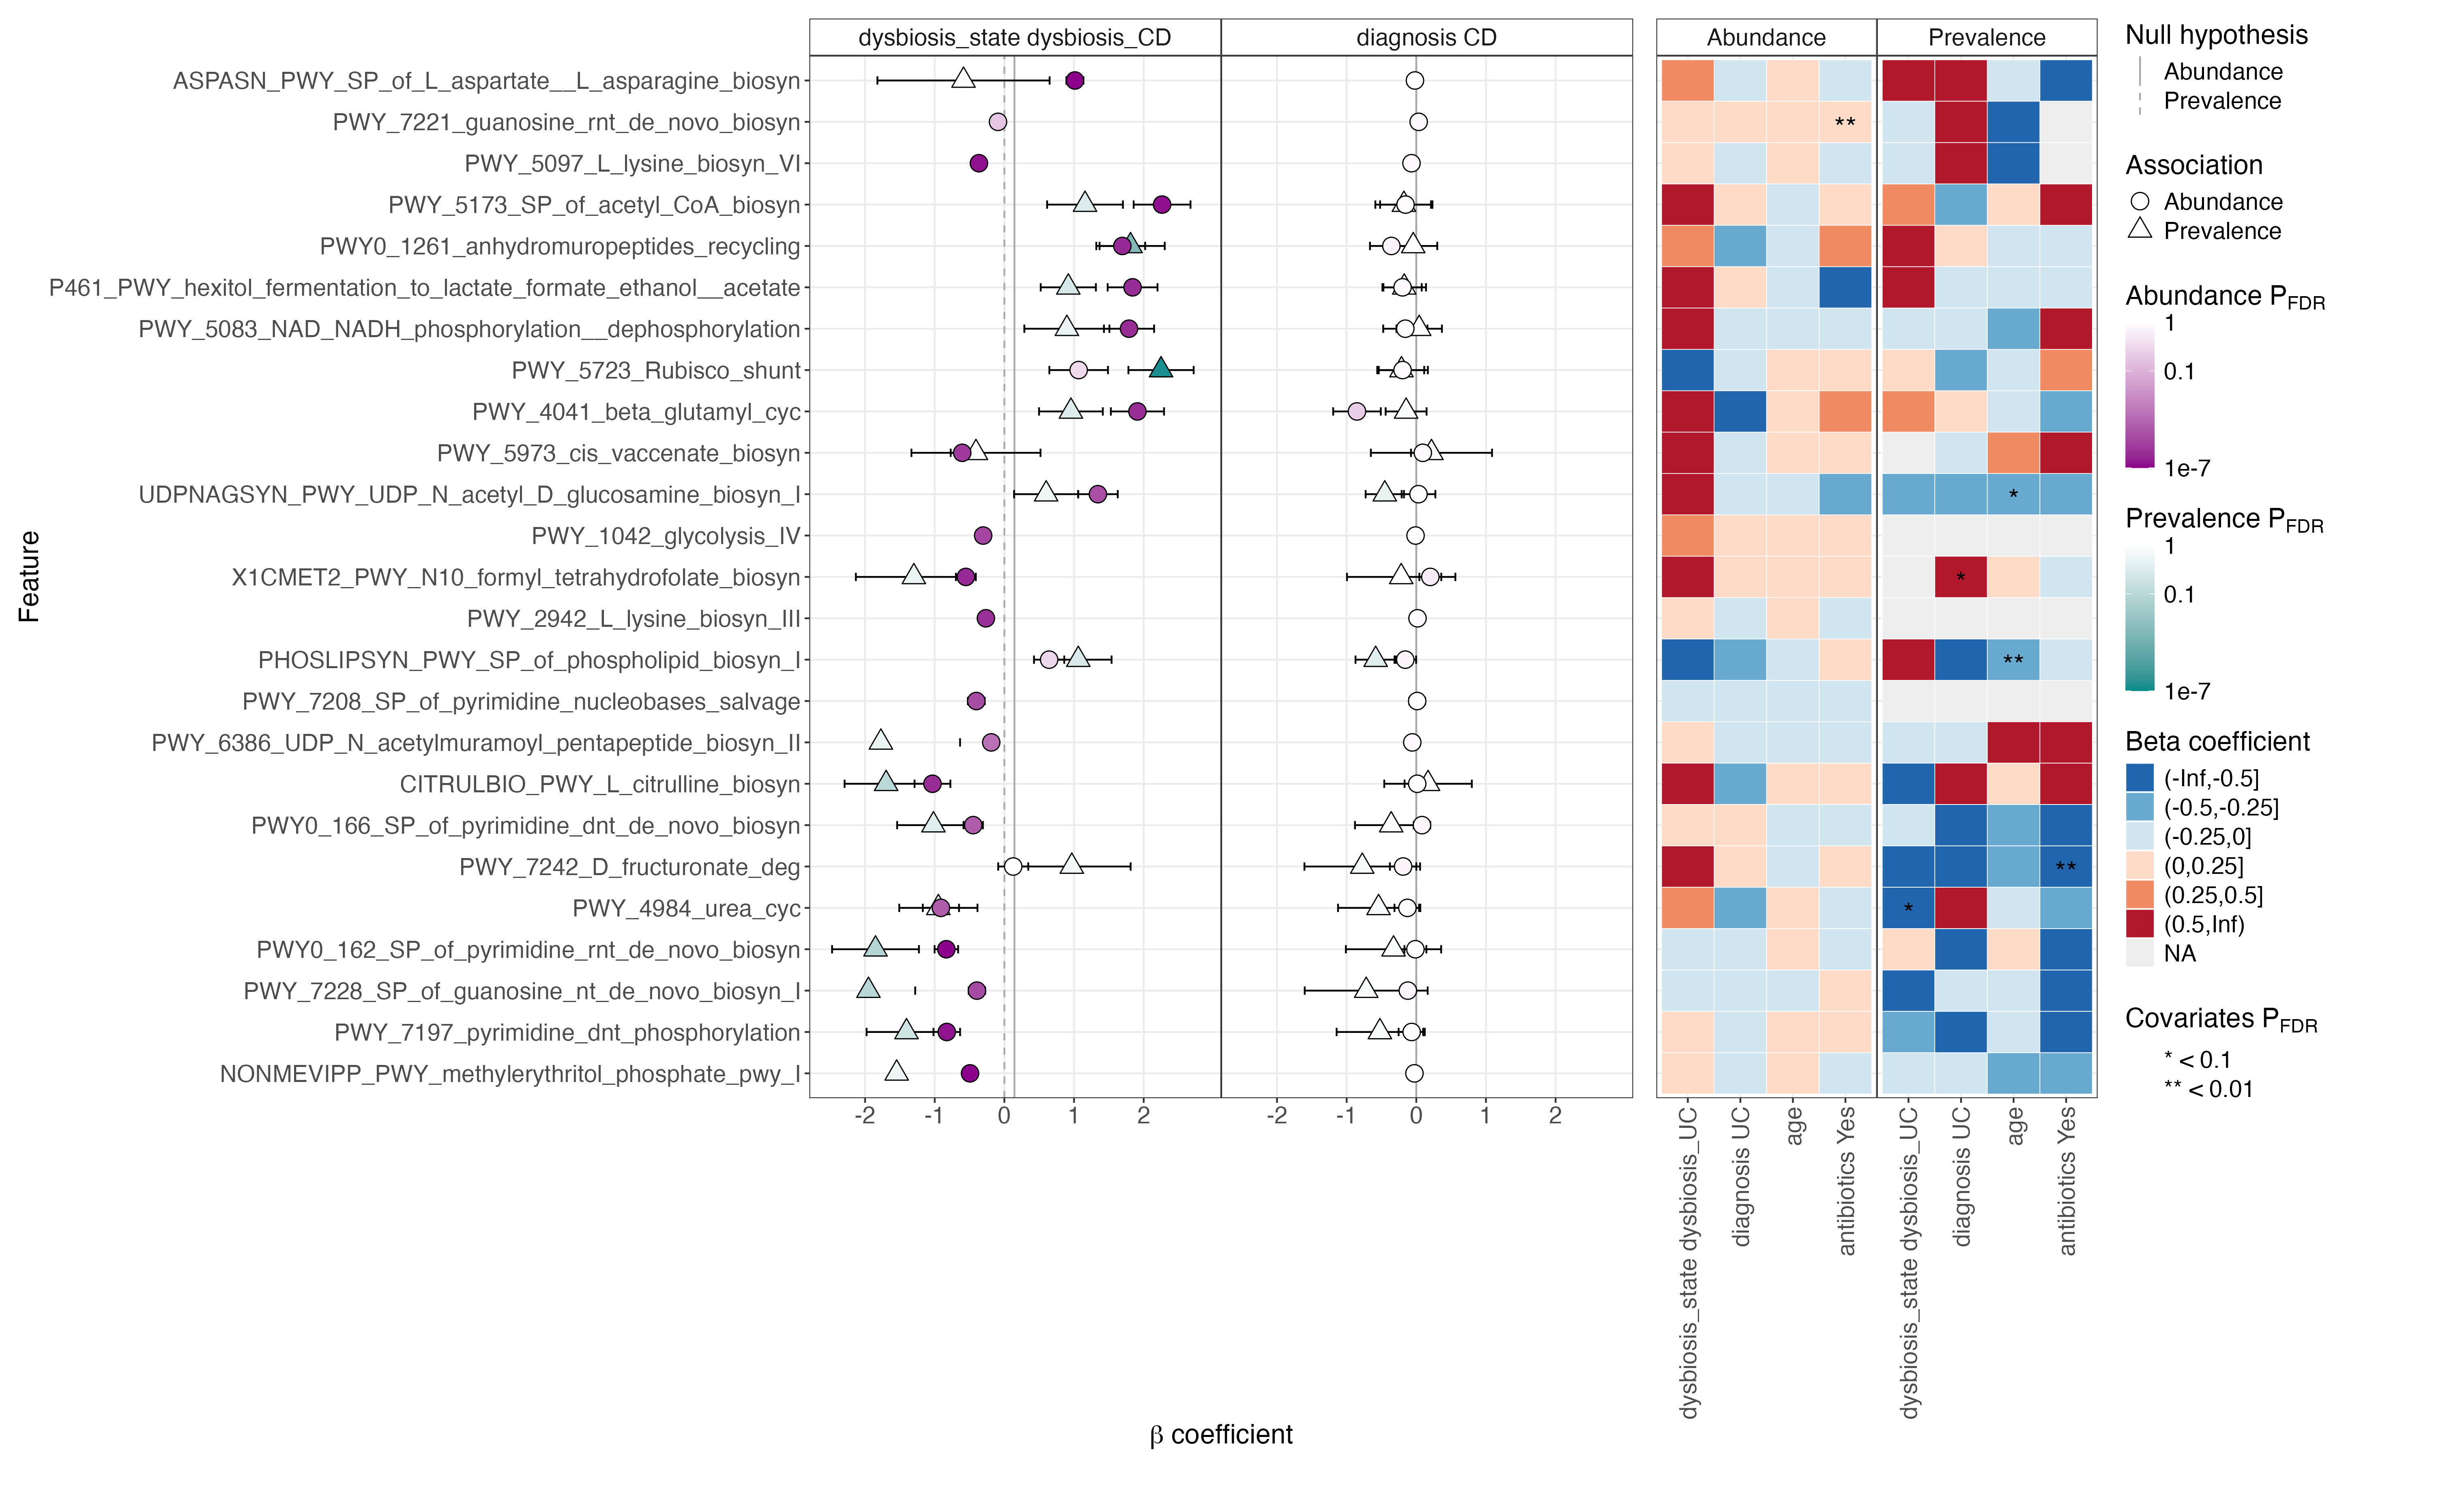 dysbiosis_state dysbiosis_CD
diagnosis CD
Abundance
Prevalence
Feature
ASPASN_PWY_SP_of_L_aspartate__L_asparagine_biosyn
PWY_7221_guanosine_rnt_de_novo_biosyn
PWY_5097_L_lysine_biosyn_VI
PWY_5173_SP_of_acetyl_CoA_biosyn
PWY0_1261_anhydromuropeptides_recycling
P461_PWY_hexitol_fermentation_to_lactate_formate_ethanol__acetate
PWY_5083_NAD_NADH_phosphorylation__dephosphorylation
PWY_5723_Rubisco_shunt
PWY_4041_beta_glutamyl_cyc
PWY_5973_cis_vaccenate_biosyn
UDPNAGSYN_PWY_UDP_N_acetyl_D_glucosamine_biosyn_I
PWY_1042_glycolysis_IV
X1CMET2_PWY_N10_formyl_tetrahydrofolate_biosyn
PWY_2942_L_lysine_biosyn_III
PHOSLIPSYN_PWY_SP_of_phospholipid_biosyn_I
PWY_7208_SP_of_pyrimidine_nucleobases_salvage
PWY_6386_UDP_N_acetylmuramoyl_pentapeptide_biosyn_II
CITRULBIO_PWY_L_citrulline_biosyn
PWY0_166_SP_of_pyrimidine_dnt_de_novo_biosyn
PWY_7242_D_fructuronate_deg
PWY_4984_urea_cyc
PWY0_162_SP_of_pyrimidine_rnt_de_novo_biosyn
PWY_7228_SP_of_guanosine_nt_de_novo_biosyn_I
PWY_7197_pyrimidine_dnt_phosphorylation
NONMEVIPP_PWY_methylerythritol_phosphate_pwy_I
**
*
*
**
**
*
-2 -1 0 1 2
-2 -1 0 1 2
β coefficient
dysbiosis_state dysbiosis_UC
diagnosis UC
age
antibiotics Yes
dysbiosis_state dysbiosis_UC
diagnosis UC
age
antibiotics Yes
Null hypothesis
Abundance
Prevalence
Association
Abundance
Prevalence
Abundance PFDR
1
0.1
1e-7
Prevalence PFDR
1
0.1
1e-7
Beta coefficient
(-Inf,-0.5]
(-0.5,-0.25]
(-0.25,0]
(0,0.25]
(0.25,0.5]
(0.5,Inf)
NA
Covariates PFDR
* < 0.1
** < 0.01